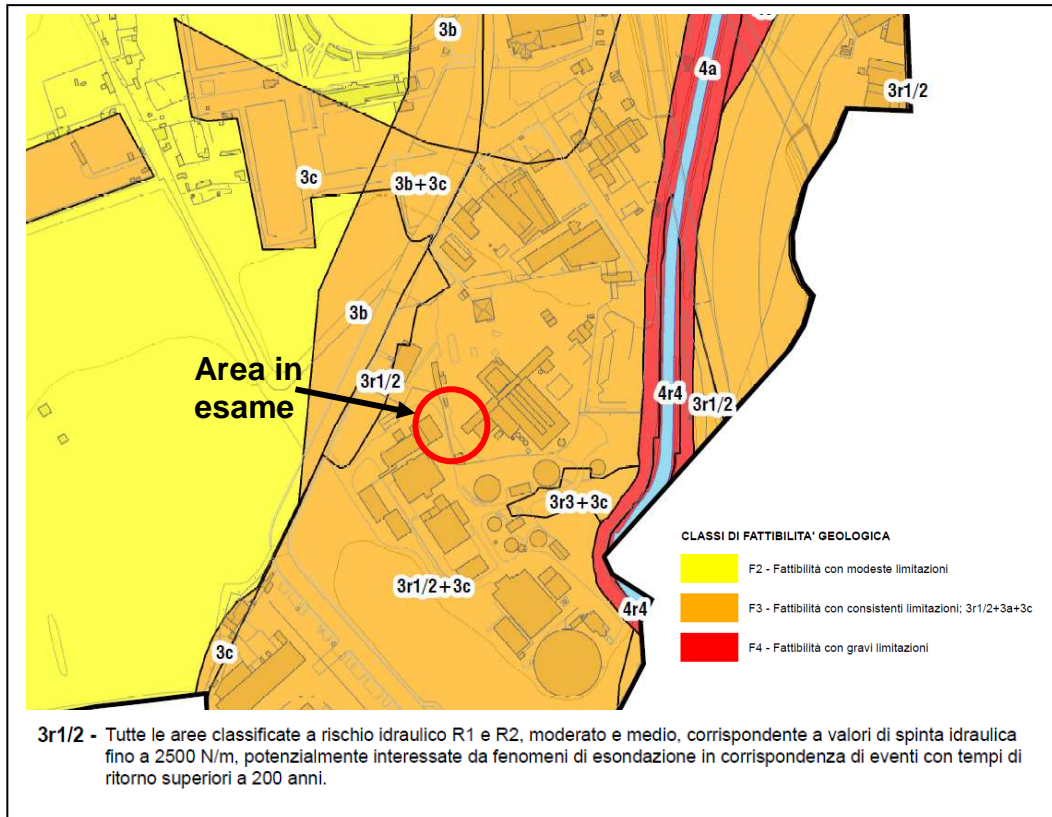 3b
4a
3r1/2
3c
3b+3c
3b
Area in
esame
3r1/2
4r4
3r1/2
3r3+3c
CLASSI DI FATTIBILITA' GEOLOGICA
F2 - Fattibilità con modeste limitazioni
3r1/2+3c
F3 - Fattibilità con consistenti limitazioni; 3r1/2+3a+3c
4r4
F4 - Fattibilità con gravi limitazioni
3c
3r1/2 - Tutte le aree classificate a rischio idraulico R1 e R2, moderato e medio, corrispondente a valori di spinta idraulica
fino a 2500 N/m, potenzialmente interessate da fenomeni di esondazione in corrispondenza di eventi con tempi di
ritorno superiori a 200 anni.